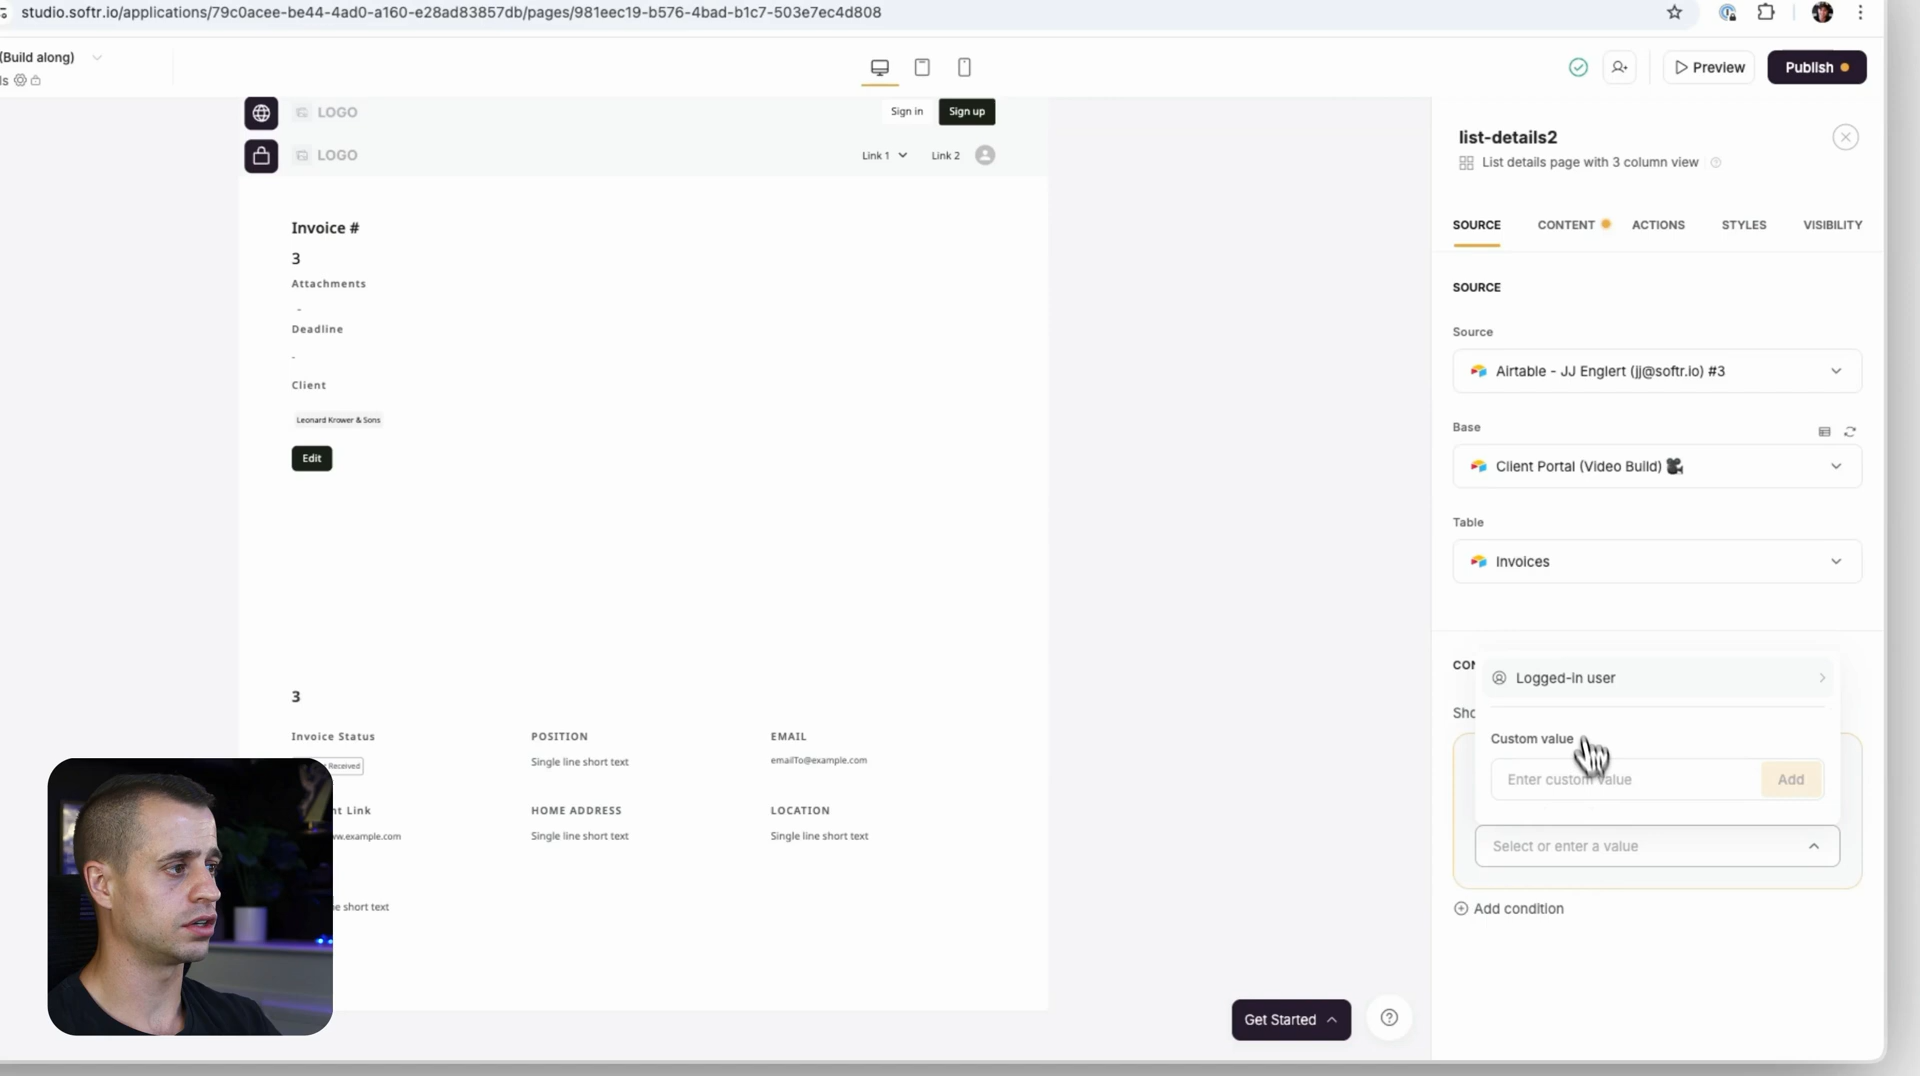 studio.softr.io/applications/79c0acee-be44-4ad0-a160-e28ad83857db/pages/981eec19-b576-4bad-b1c7-503e7ec4d808
(Build along)
ls
Preview
Publish
LOGO
Sign in
Sign up
LOGO
Link 1
Link 2
Invoice #
3
Attachments
-
Deadline
-
Client
Leonard Krower & Sons
Edit
3
Invoice Status
POSITION
EMAIL
Received
Single line short text
emailTo@example.com
nt Link
HOME ADDRESS
LOCATION
ww.example.com
Single line short text
Single line short text
e short text
Get Started
list-details2
List details page with 3 column view
SOURCE
CONTENT
ACTIONS
STYLES
VISIBILITY
SOURCE
Source
Airtable - JJ Englert (jj@softr.io) #3
Base
Client Portal (Video Build)
Table
Invoices
CON
Logged-in user
Sho
Custom value
Enter custom value
Add
Select or enter a value
Add condition